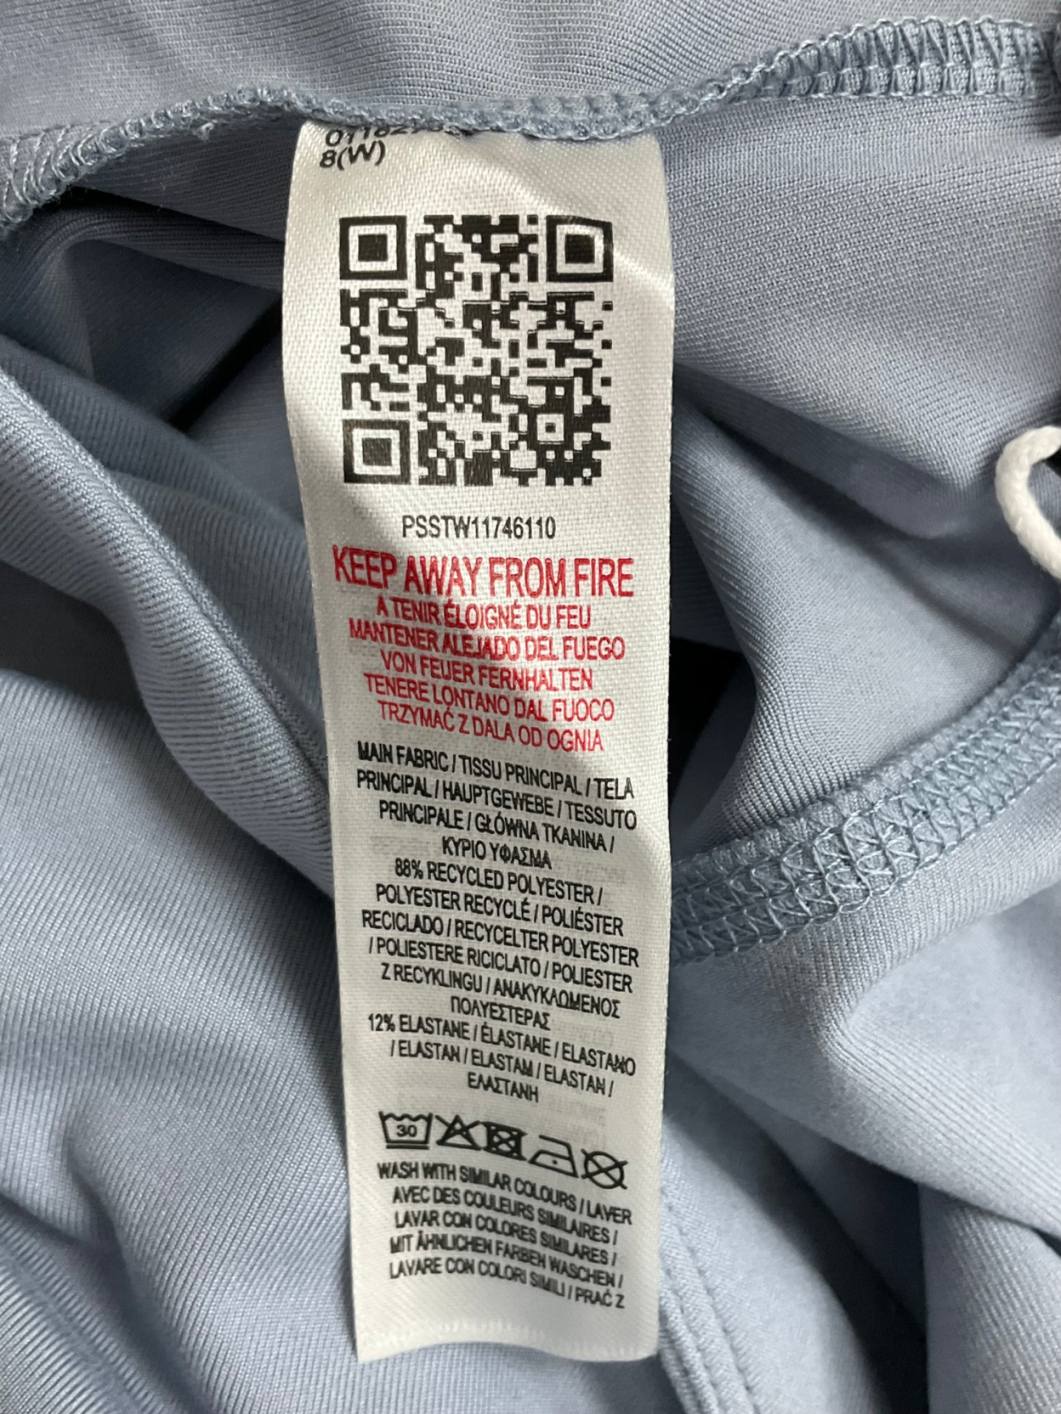 8(W)
PSSTW11746110
KEEP AWAY FROM FIRE
À TENIR ÉLOIGNÉ DU FEU
MANTENER ALEJADO DEL FUEGO
VON FEUER FERNHALTEN
TENERE LONTANO DAL FUOCO
TRZYMAĆ Z DALA OD OGNIA
MAIN FABRIC / TISSU PRINCIPAL / TELA
PRINCIPAL / HAUPTGEWEBE / TESSUTO
PRINCIPALE / GŁÓWNA TKANINA /
ΚΥΡΙΟ ΥΦΑΣΜΑ
88% RECYCLED POLYESTER /
POLYESTER RECYCLÉ / POLIÉSTER
RECICLADO / RECYCELTER POLYESTER
/ POLIESTERE RICICLATO / POLIESTER
Z RECYKLINGU / ΑΝΑΚΥΚΛΩΜΕΝΟΣ
ΠΟΛΥΕΣΤΕΡΑΣ
12% ELASTANE / ÉLASTANE / ELASTANO
/ ELASTAN / ELASTAM / ELASTAN /
ΕΛΑΣΤΑΝΗ
30
WASH WITH SIMILAR COLOURS / LAVER
AVEC DES COULEURS SIMILAIRES /
LAVAR CON COLORES SIMILARES /
MIT ÄHNLICHEN FARBEN WASCHEN /
LAVARE CON COLORI SIMILI / PRAĆ Z